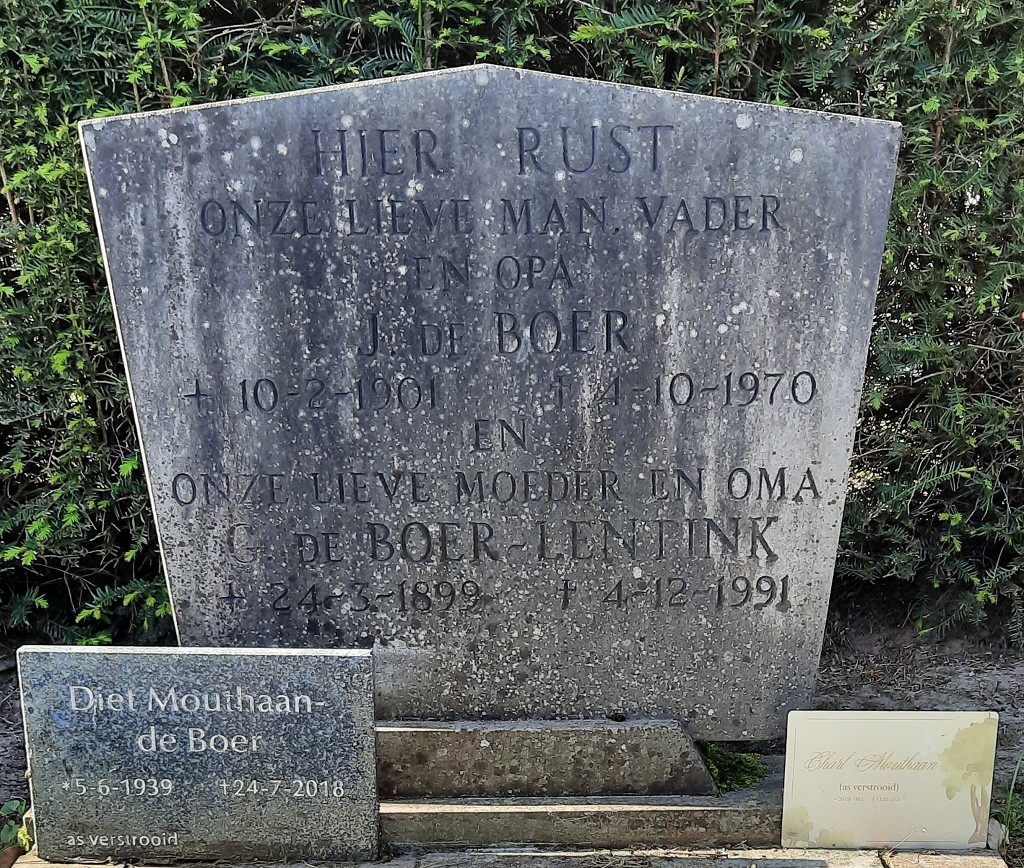 HIER RUST
ONZE LIEVE MAN, VADER
EN OPA
J. DE BOER
+ 10-2-1901 † 4-10-1970
EN
ONZE LIEVE MOEDER EN OMA
G. DE BOER-LENTINK
+ 24-3-1899 † 4-12-1991
Diet Mouthaan-
de Boer
*5-6-1939 †24-7-2018
as verstrooid
Charl Mouthaan
(as verstrooid)